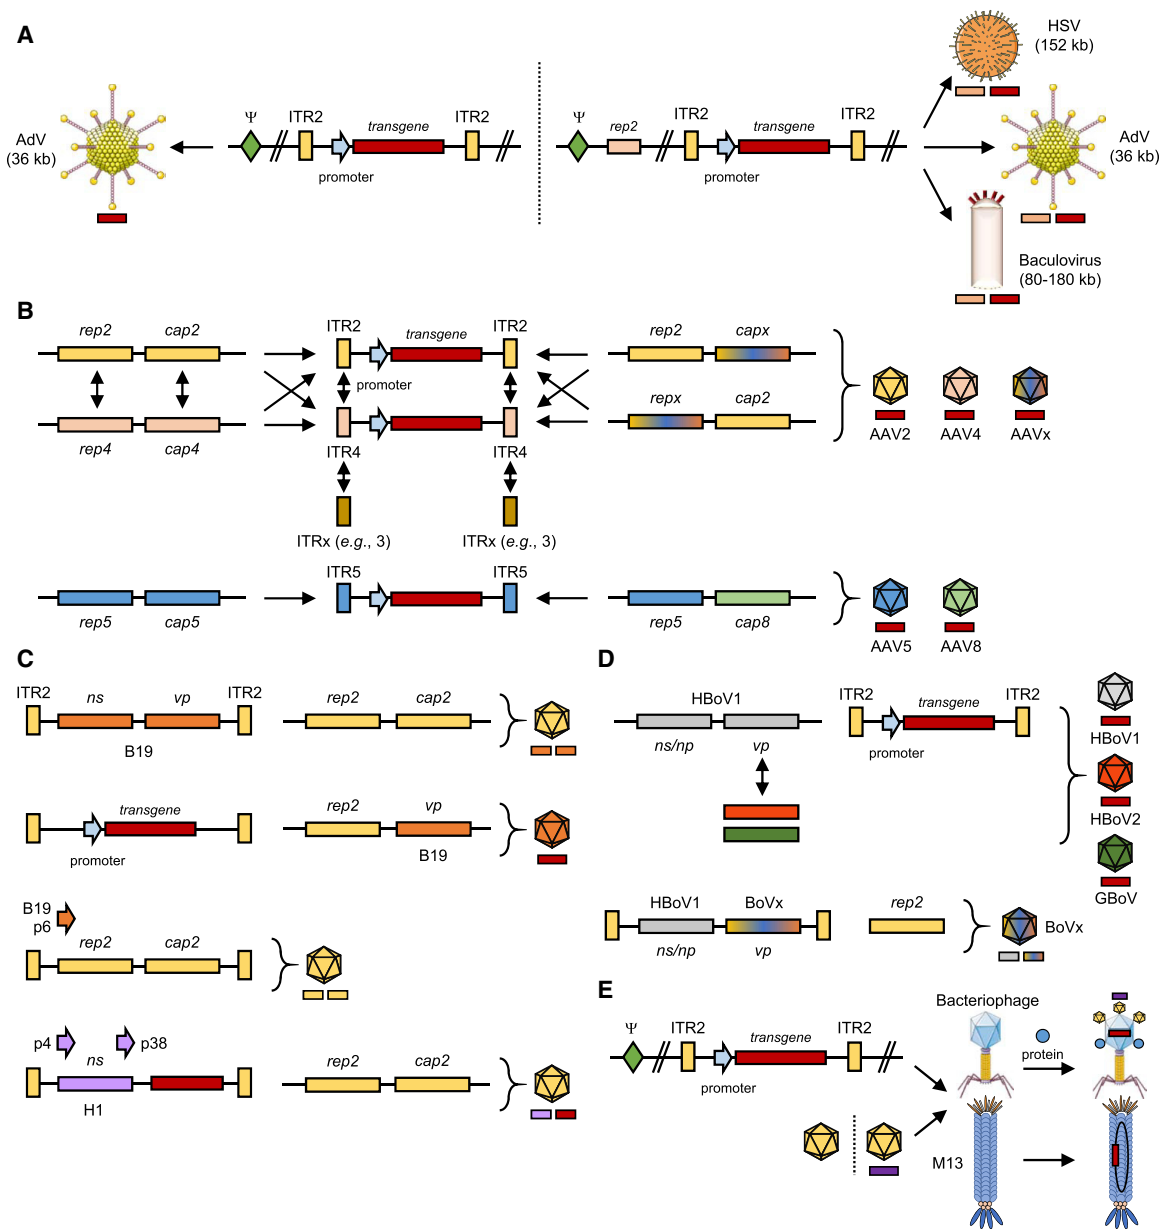 A
AdV
(36 kb)
Ψ
ITR2
transgene
ITR2
promoter
Ψ
rep2
ITR2
transgene
ITR2
promoter
HSV
(152 kb)
AdV
(36 kb)
Baculovirus
(80-180 kb)
B
rep2
cap2
ITR2
transgene
ITR2
rep2
capx
promoter
rep4
cap4
ITR4
ITR4
repx
cap2
AAV2
AAV4
AAVx
ITRx (e.g., 3)
ITRx (e.g., 3)
ITR5
ITR5
rep5
cap5
rep5
cap8
AAV5
AAV8
C
ITR2
ns
vp
ITR2
B19
rep2
cap2
transgene
promoter
rep2
vp
B19
B19
p6
rep2
cap2
p4
p38
ns
H1
rep2
cap2
D
HBoV1
ns/np
vp
ITR2
transgene
ITR2
promoter
HBoV1
HBoV2
GBoV
HBoV1
BoVx
ns/np
vp
rep2
BoVx
E
Ψ
ITR2
transgene
ITR2
promoter
Bacteriophage
protein
M13